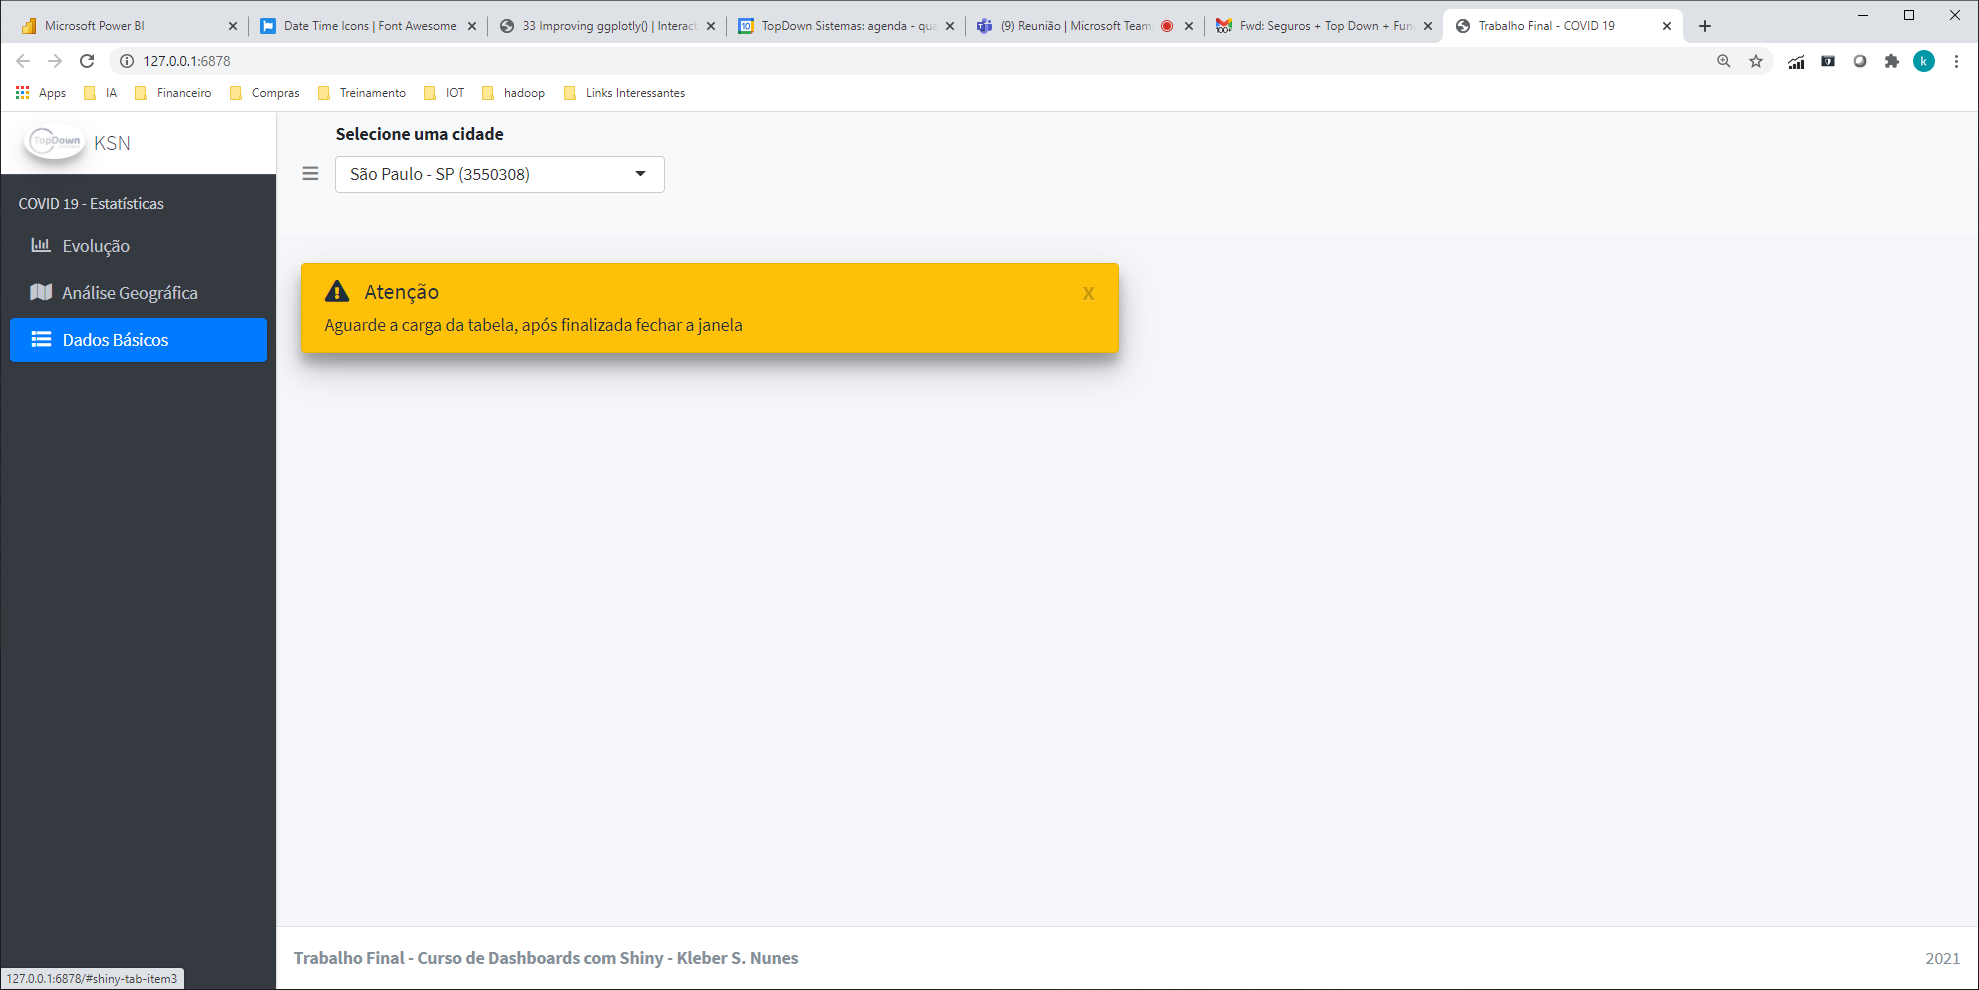 Microsoft Power BI
Date Time Icons | Font Awesome
33 Improving ggplotly() | Interact
TopDown Sistemas: agenda - qua
(9) Reunião | Microsoft Team
Fwd: Seguros + Top Down + Fun
Trabalho Final - COVID 19
127.0.0.1:6878
k
Apps
IA
Financeiro
Compras
Treinamento
IOT
hadoop
Links Interessantes
TopDown
KSN
Selecione uma cidade
São Paulo - SP (3550308)
COVID 19 - Estatísticas
Evolução
Análise Geográfica
Dados Básicos
Atenção
x
Aguarde a carga da tabela, após finalizada fechar a janela
Trabalho Final - Curso de Dashboards com Shiny - Kleber S. Nunes
2021
127.0.0.1:6878/#shiny-tab-item3